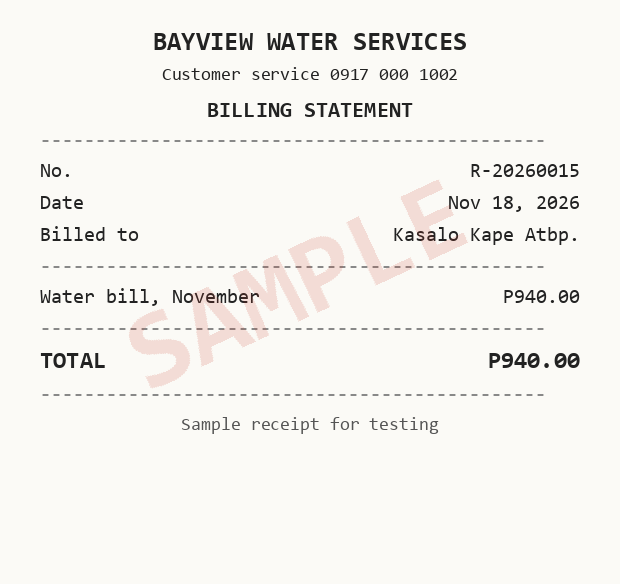 BAYVIEW WATER SERVICES
Customer service 0917 000 1002
BILLING STATEMENT
----------------------------------------------
No. R-20260015
Date Nov 18, 2026
Billed to Kasalo Kape Atbp.
----------------------------------------------
Water bill, November P940.00
----------------------------------------------
TOTAL P940.00
----------------------------------------------
Sample receipt for testing
SAMPLE